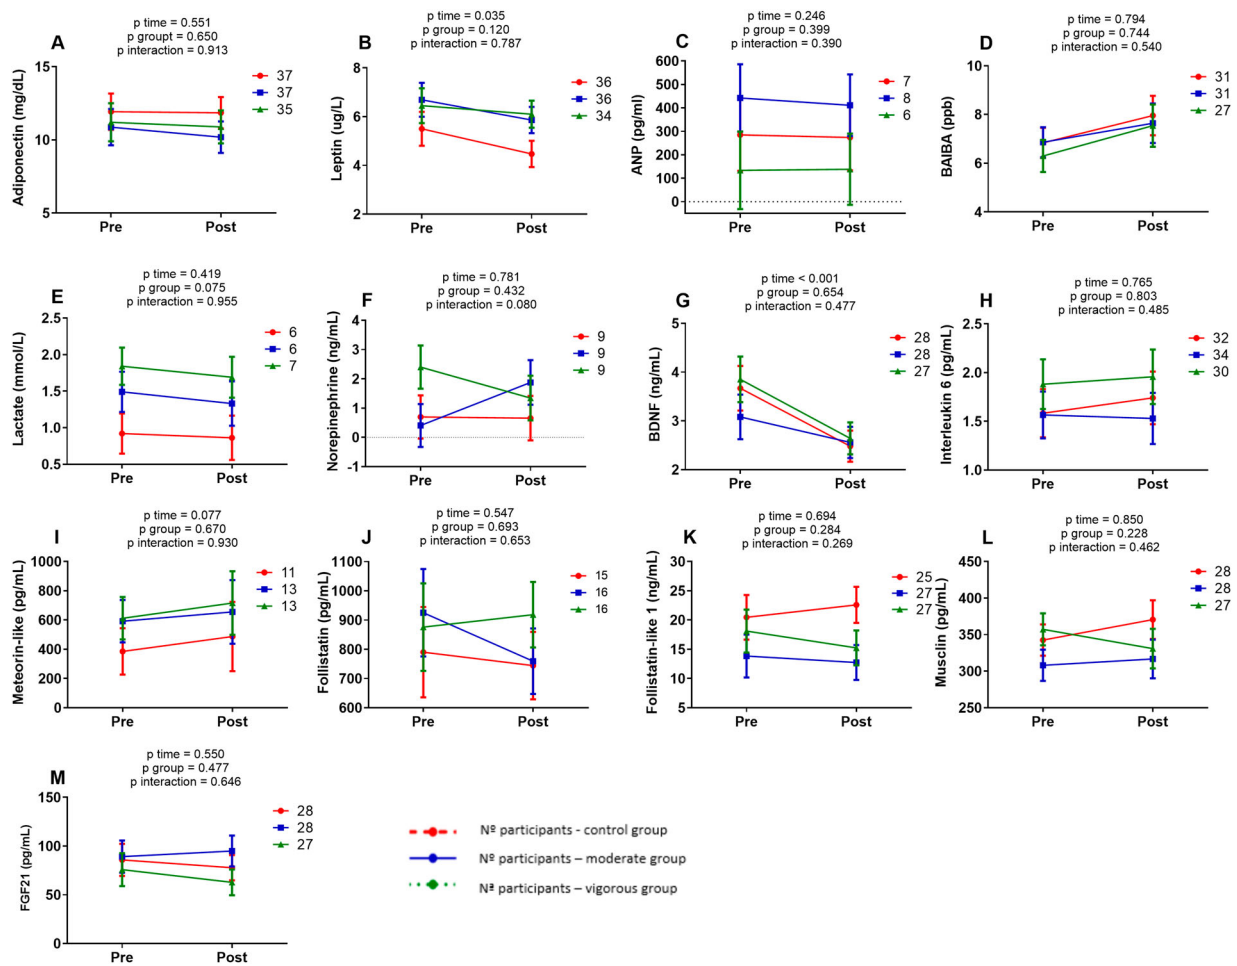 A
p time = 0.551
p groupt = 0.650
p interaction = 0.913
Adiponectin (mg/dL)
15
10
5
Pre Post
37
37
35
B
p time = 0.035
p group = 0.120
p interaction = 0.787
Leptin (ug/L)
8
6
4
2
Pre Post
36
36
34
C
p time = 0.246
p group = 0.399
p interaction = 0.390
ANP (pg/ml)
600
500
400
300
200
100
0
Pre Post
7
8
6
D
p time = 0.794
p group = 0.744
p interaction = 0.540
BAIBA (ppb)
10
8
6
4
Pre Post
31
31
27
E
p time = 0.419
p group = 0.075
p interaction = 0.955
Lactate (mmol/L)
2.5
2.0
1.5
1.0
0.5
Pre Post
6
6
7
F
p time = 0.781
p group = 0.432
p interaction = 0.080
Norepinephrine (ng/mL)
4
3
2
1
0
-1
Pre Post
9
9
9
G
p time < 0.001
p group = 0.654
p interaction = 0.477
BDNF (ng/mL)
5
4
3
2
Pre Post
28
28
27
H
p time = 0.765
p group = 0.803
p interaction = 0.485
Interleukin 6 (pg/mL)
2.5
2.0
1.5
1.0
Pre Post
32
34
30
I
p time = 0.077
p group = 0.670
p interaction = 0.930
Meteorin-like (pg/mL)
1000
800
600
400
200
0
Pre Post
11
13
13
J
p time = 0.547
p group = 0.693
p interaction = 0.653
Follistatin (pg/mL)
1100
1000
900
800
700
600
Pre Post
15
16
16
K
p time = 0.694
p group = 0.284
p interaction = 0.269
Follistatin-like 1 (ng/mL)
30
25
20
15
10
5
Pre Post
25
27
27
L
p time = 0.850
p group = 0.228
p interaction = 0.462
Musclin (pg/mL)
450
400
350
300
250
Pre Post
28
28
27
M
p time = 0.550
p group = 0.477
p interaction = 0.646
FGF21 (pg/mL)
150
100
50
0
Pre Post
28
28
27
Nº participants - control group
Nº participants – moderate group
Nª participants – vigorous group